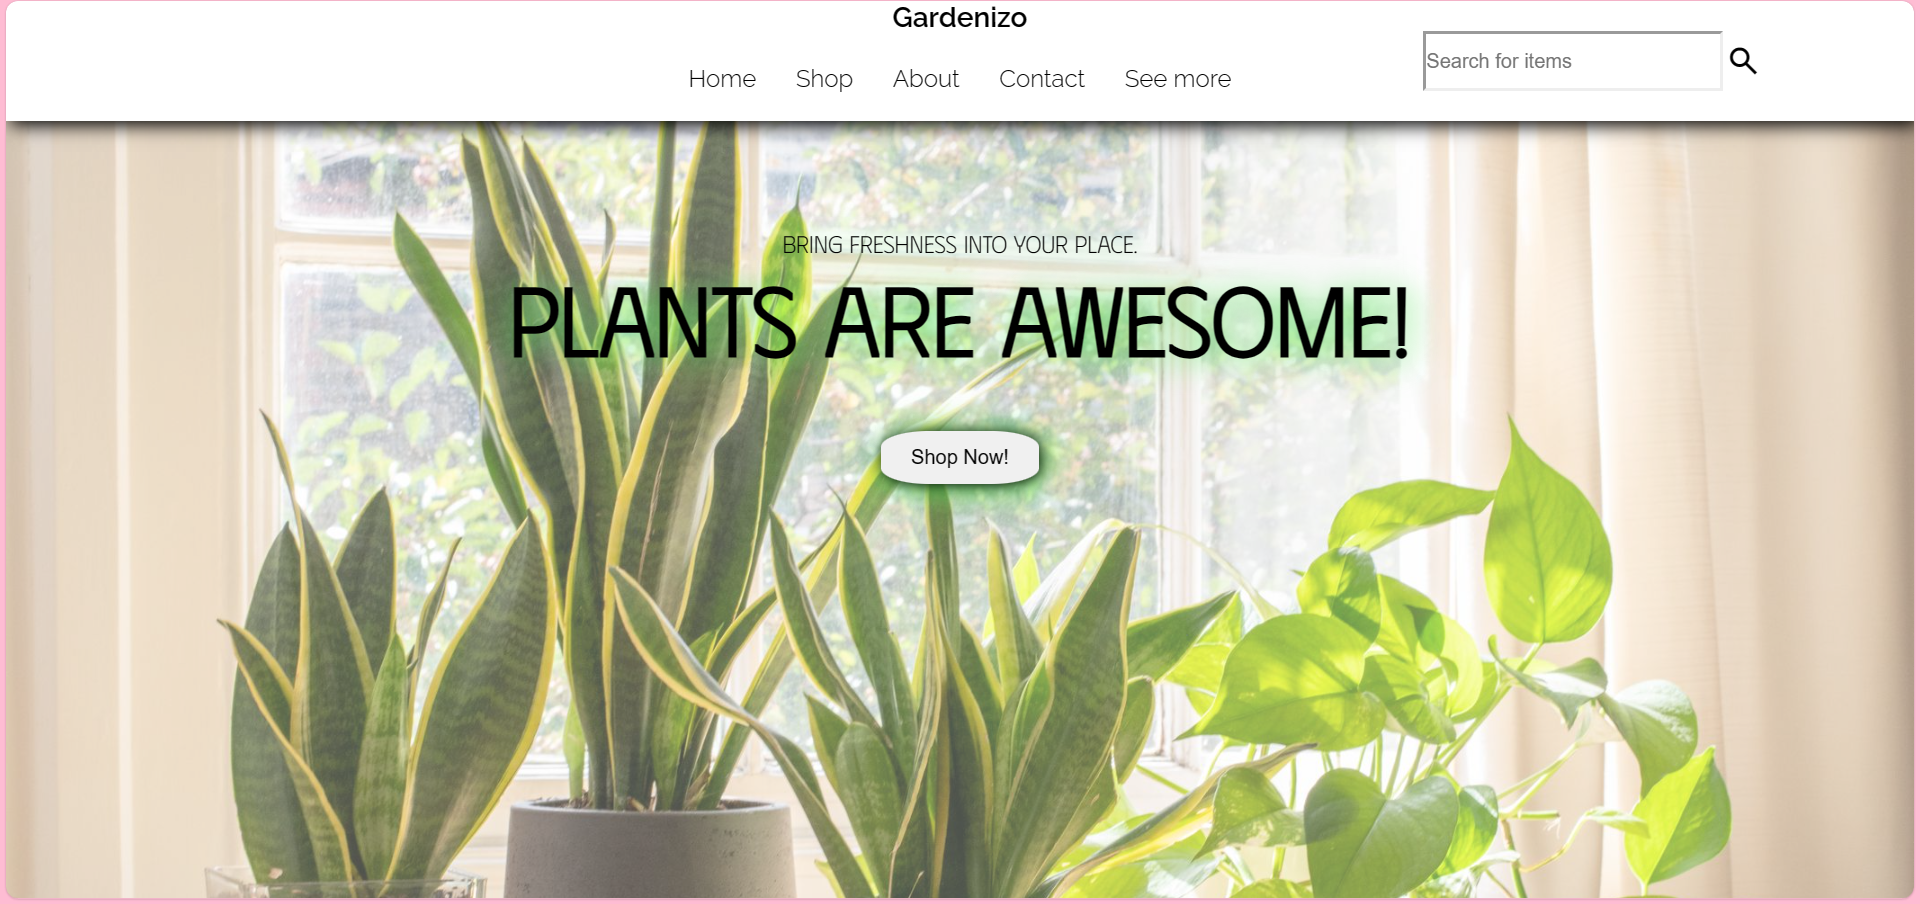 Gardenizo
Home Shop About Contact See more
Search for items
BRING FRESHNESS INTO YOUR PLACE.
PLANTS ARE AWESOME!
Shop Now!